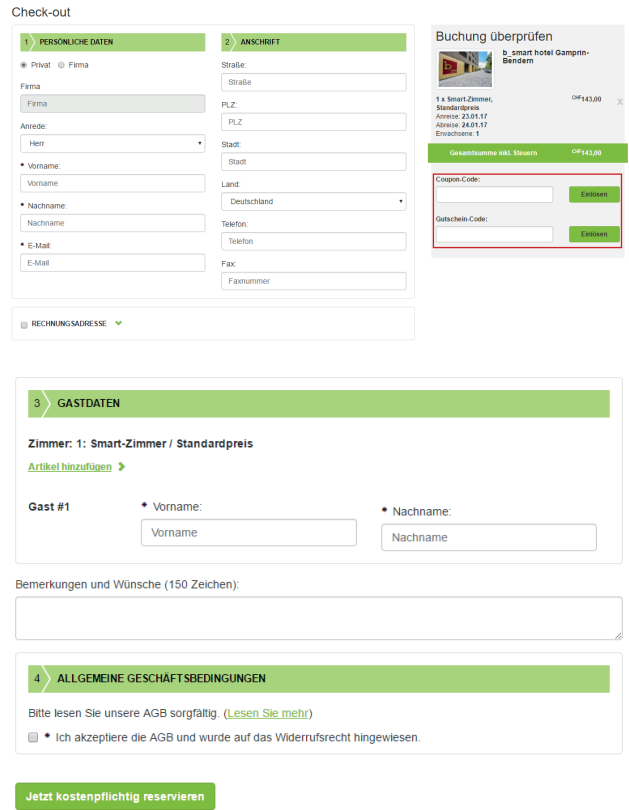 Check-out
1 PERSÖNLICHE DATEN
Privat Firma
Firma
Firma
Anrede:
Herr
* Vorname:
Vorname
* Nachname:
Nachname
* E-Mail:
E-Mail
2 ANSCHRIFT
Straße:
Straße
PLZ:
PLZ
Stadt:
Stadt
Land:
Deutschland
Telefon:
Telefon
Fax:
Faxnummer
RECHNUNGSADRESSE
Buchung überprüfen
b_smart hotel Gamprin-
Bendern
1 x Smart-Zimmer, CHF143,00 X
Standardpreis
Anreise: 23.01.17
Abreise: 24.01.17
Erwachsene: 1
Gesamtsumme inkl. Steuern CHF143,00
Coupon-Code:
Einlösen
Gutschein-Code:
Einlösen
3 GASTDATEN
Zimmer: 1: Smart-Zimmer / Standardpreis
Artikel hinzufügen
Gast #1 * Vorname: * Nachname:
Vorname Nachname
Bemerkungen und Wünsche (150 Zeichen):
4 ALLGEMEINE GESCHÄFTSBEDINGUNGEN
Bitte lesen Sie unsere AGB sorgfältig. (Lesen Sie mehr)
* Ich akzeptiere die AGB und wurde auf das Widerrufsrecht hingewiesen.
Jetzt kostenpflichtig reservieren